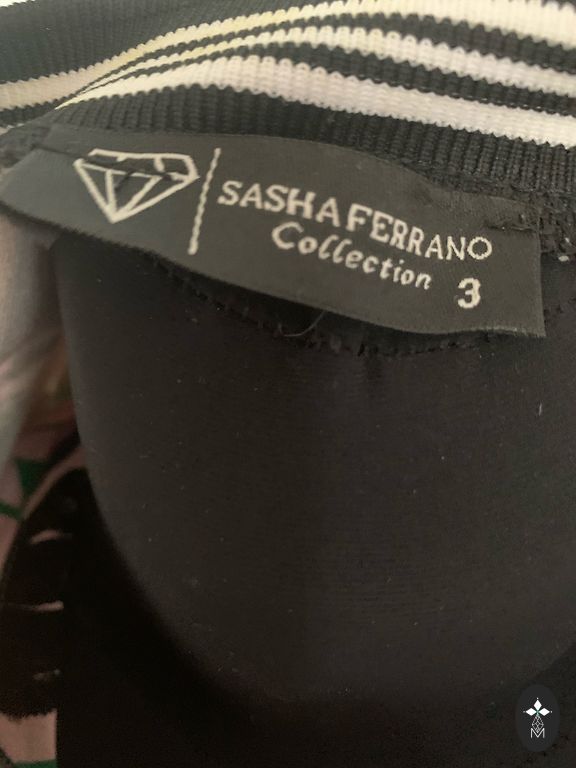 SASHA FERRANO
Collection
3
M